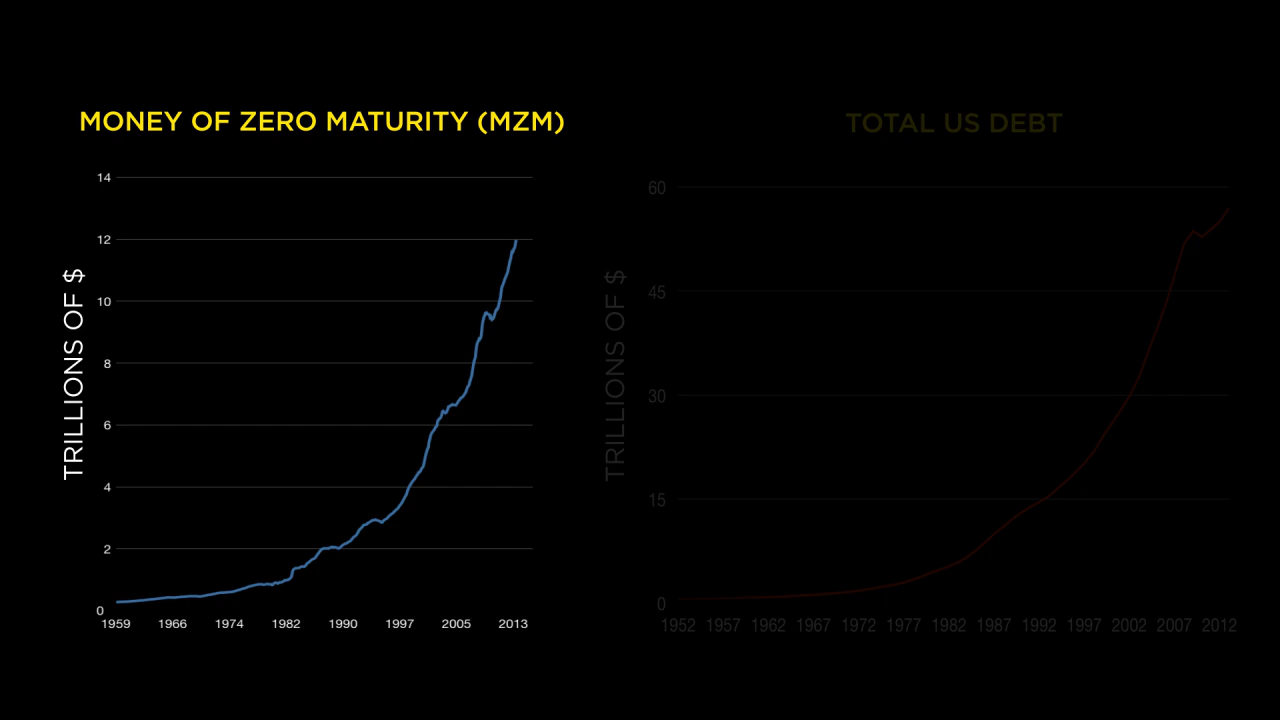 MONEY OF ZERO MATURITY (MZM)
TRILLIONS OF $
14
12
10
8
6
4
2
0
1959 1966 1974 1982 1990 1997 2005 2013
TOTAL US DEBT
TRILLIONS OF $
60
45
30
15
0
1952 1957 1962 1967 1972 1977 1982 1987 1992 1997 2002 2007 2012